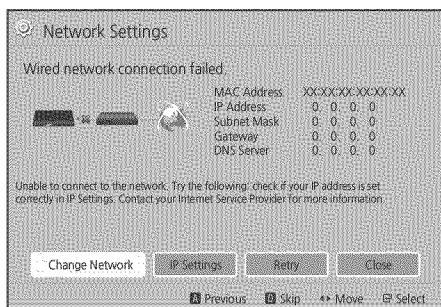 Network Settings
Wired network connection failed.
MAC Address XX:XX:XX:XX:XX:XX
IP Address 0. 0. 0. 0
Subnet Mask 0. 0. 0. 0
Gateway 0. 0. 0. 0
DNS Server 0. 0. 0. 0
Unable to connect to the network. Try the following: check if your IP address is set
correctly in IP Settings. Contact your Internet Service Provider for more information.
Change Network IP Settings Retry Close
A Previous D Skip Move Select